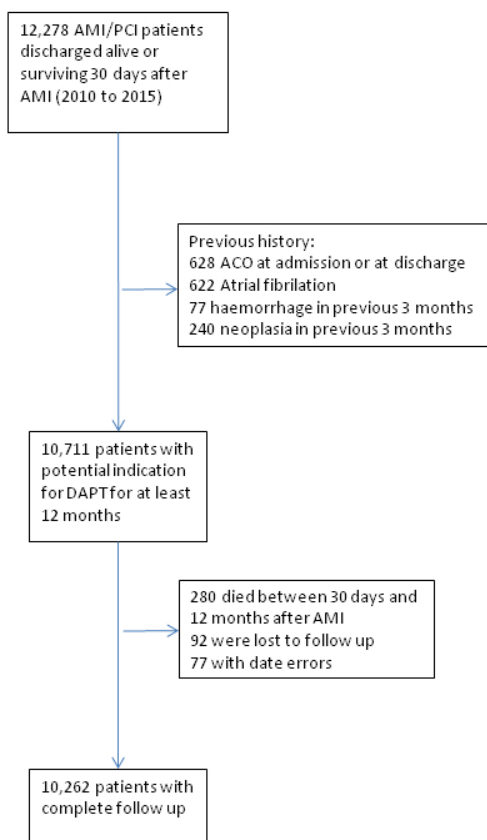 12,278 AMI/PCI patients
discharged alive or
surviving 30 days after
AMI (2010 to 2015)
Previous history:
628 ACO at admission or at discharge
622 Atrial fibrilation
77 haemorrhage in previous 3 months
240 neoplasia in previous 3 months
10,711 patients with
potential indication
for DAPT for at least
12 months
280 died between 30 days and
12 months after AMI
92 were lost to follow up
77 with date errors
10,262 patients with
complete follow up